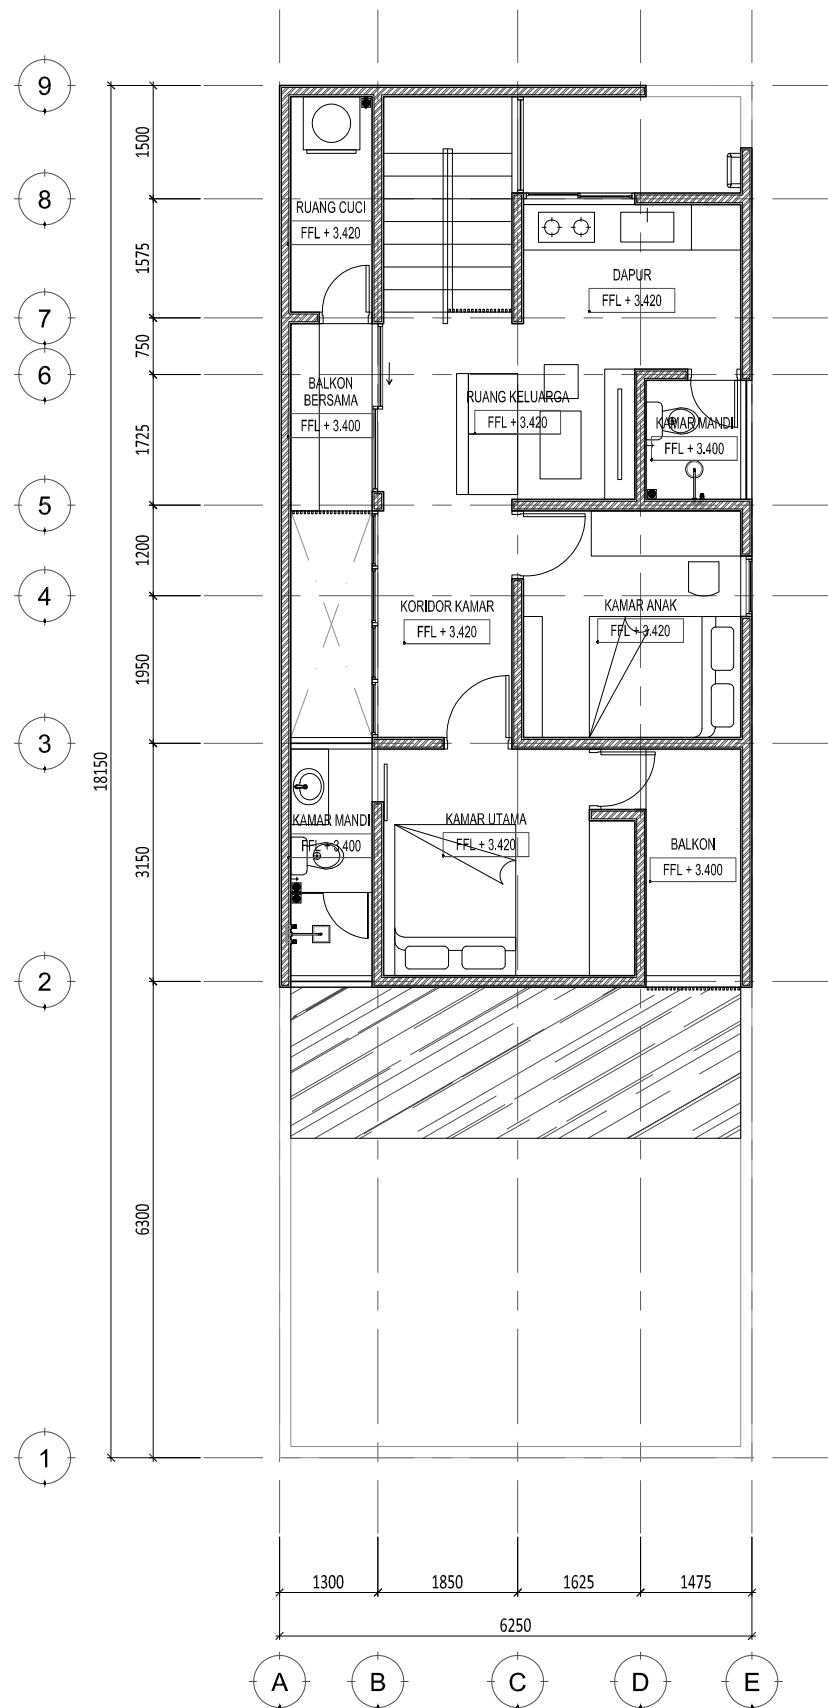 9
8
7
6
5
4
3
2
1
1500
1575
750
1725
1200
1950
3150
6300
18150
RUANG CUCI
FFL + 3.420
DAPUR
FFL + 3.420
BALKON
BERSAMA
FFL + 3.400
RUANG KELUARGA
FFL + 3.420
KAMAR MANDI
FFL + 3.400
KORIDOR KAMAR
FFL + 3.420
KAMAR ANAK
FFL + 3.420
KAMAR MANDI
FFL + 3.400
KAMAR UTAMA
FFL + 3.420
BALKON
FFL + 3.400
1300
1850
1625
1475
6250
A
B
C
D
E